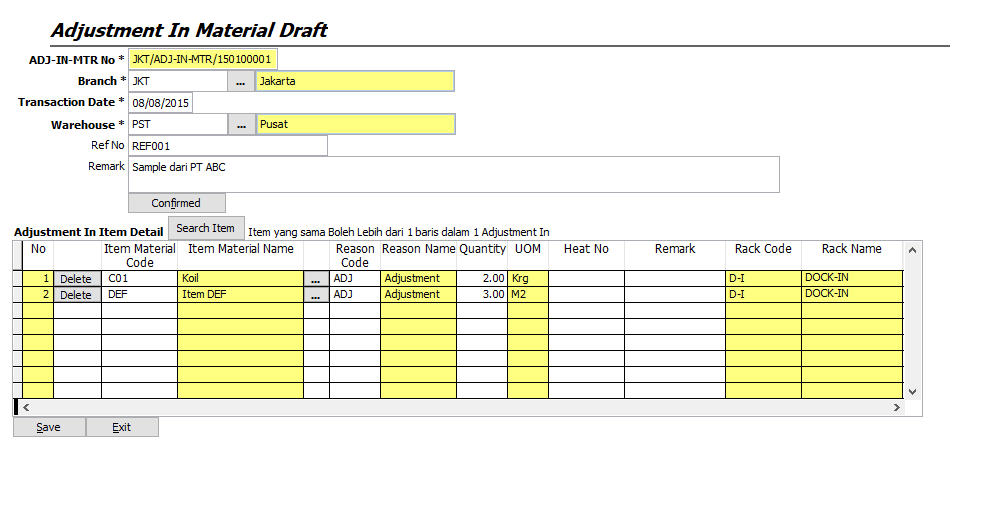 Adjustment In Material Draft
ADJ-IN-MTR No * JKT/ADJ-IN-MTR/150100001
Branch * JKT ... Jakarta
Transaction Date * 08/08/2015
Warehouse * PST ... Pusat
Ref No REF001
Remark Sample dari PT ABC
Confirmed
Adjustment In Item Detail Search Item Item yang sama Boleh Lebih dari 1 baris dalam 1 Adjustment In
No Item Material Code Item Material Name Reason Code Reason Name Quantity UOM Heat No Remark Rack Code Rack Name
1 Delete C01 Koil ... ADJ Adjustment 2.00 Krg D-I DOCK-IN
2 Delete DEF Item DEF ... ADJ Adjustment 3.00 M2 D-I DOCK-IN
Save Exit